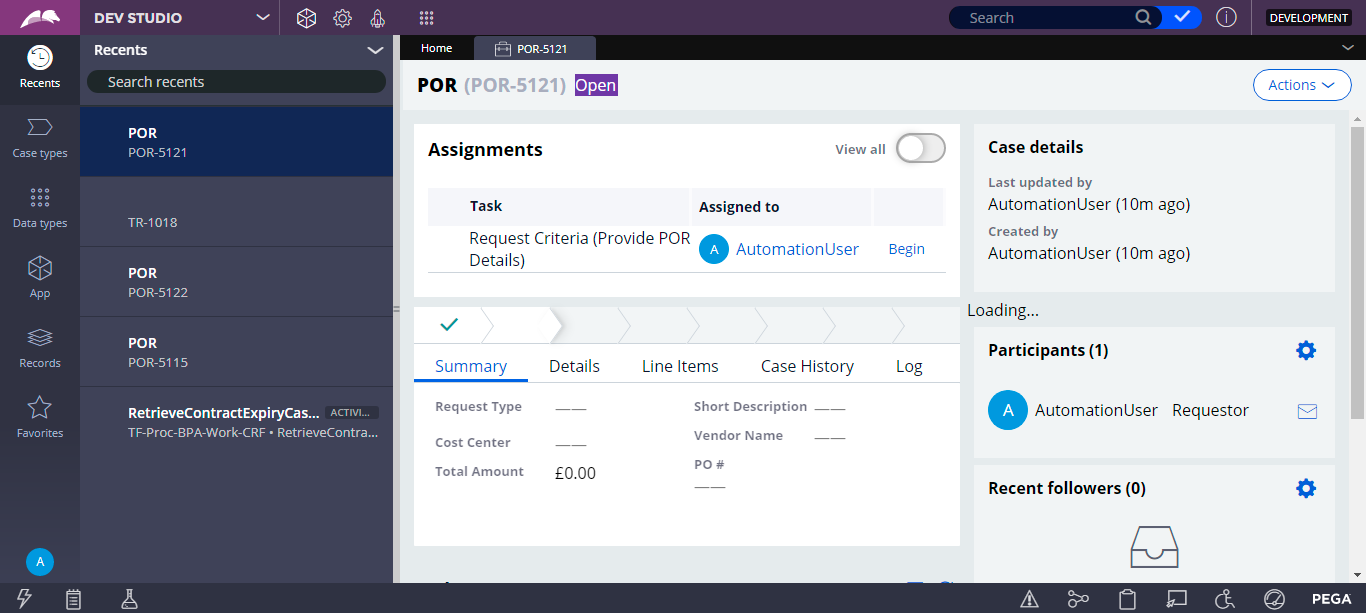 DEV STUDIO
Search
DEVELOPMENT
Recents
Search recents
Home
POR-5121
Recents
Case types
Data types
App
Records
Favorites
A
POR
POR-5121
TR-1018
POR
POR-5122
POR
POR-5115
RetrieveContractExpiryCas... ACTIVI...
TF-Proc-BPA-Work-CRF • RetrieveContra...
POR (POR-5121) Open
Actions
Assignments
View all
Task
Assigned to
Request Criteria (Provide POR Details)
A AutomationUser
Begin
Summary
Details
Line Items
Case History
Log
Request Type ––––
Short Description ––––
Cost Center ––––
Vendor Name ––––
Total Amount £0.00
PO #
––––
Case details
Last updated by
AutomationUser (10m ago)
Created by
AutomationUser (10m ago)
Loading...
Participants (1)
A AutomationUser Requestor
Recent followers (0)
PEGA